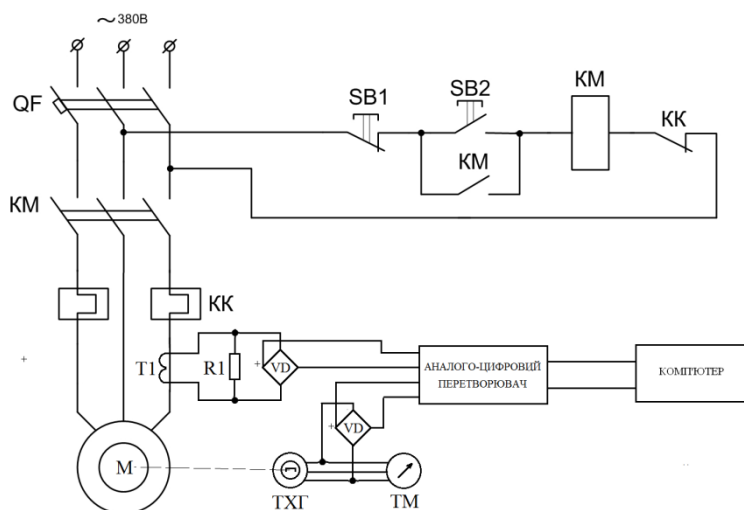 ~380В
QF
SB1
SB2
КМ
КК
КМ
КМ
КК
Т1
R1
VD
АНАЛОГО-ЦИФРОВИЙ
ПЕРЕТВОРЮВАЧ
КОМП'ЮТЕР
+
+
+
VD
М
ТХГ
ТМ